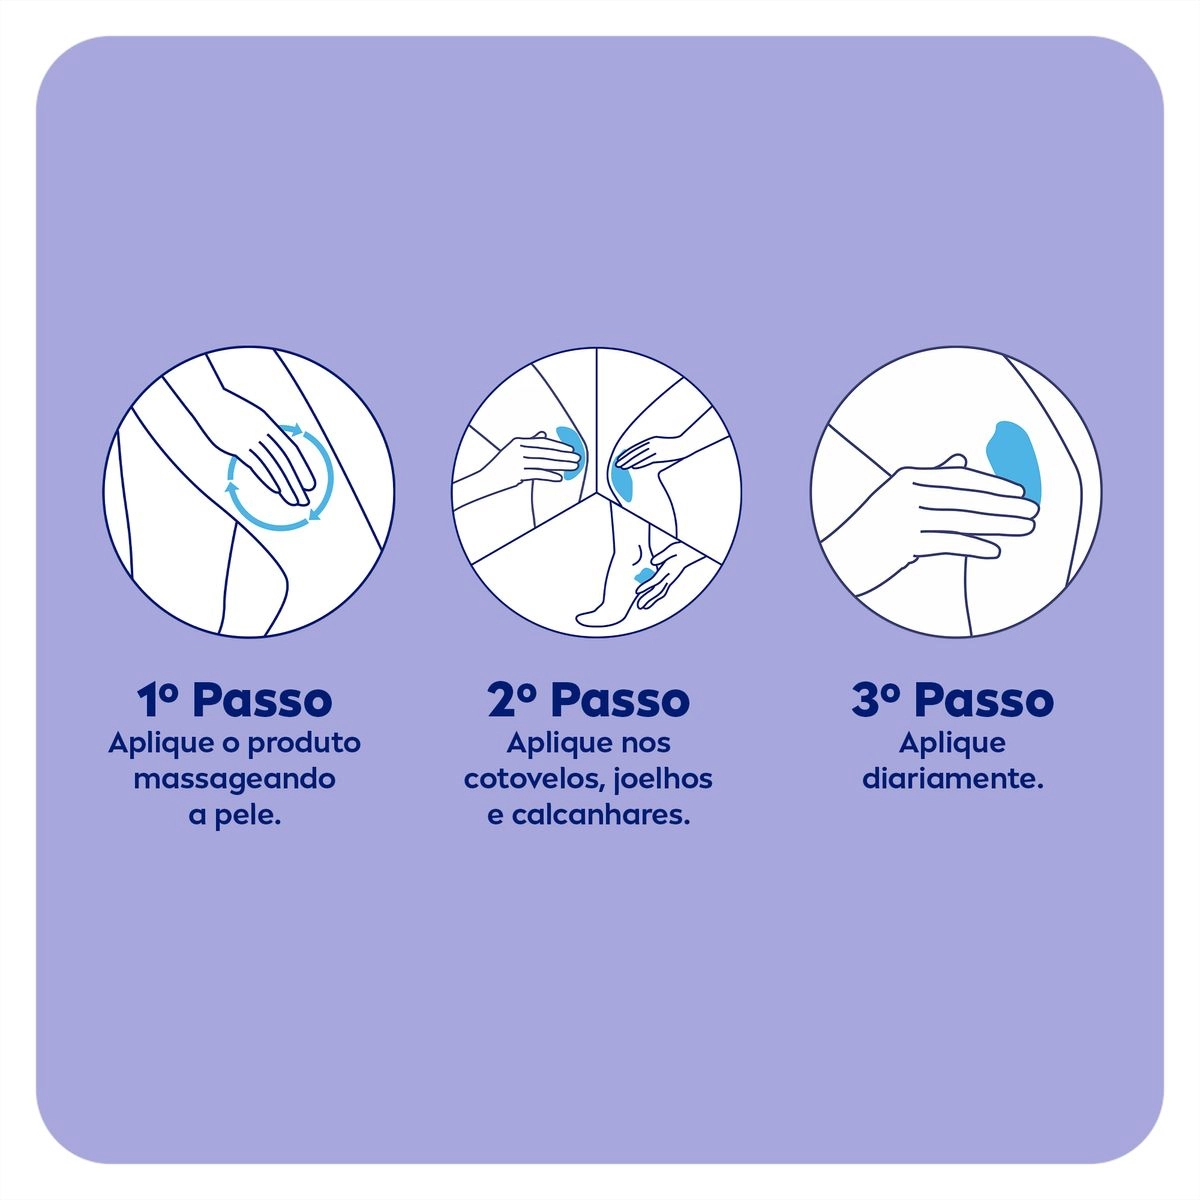 1º Passo
Aplique o produto
massageando
a pele.
2º Passo
Aplique nos
cotovelos, joelhos
e calcanhares.
3º Passo
Aplique
diariamente.